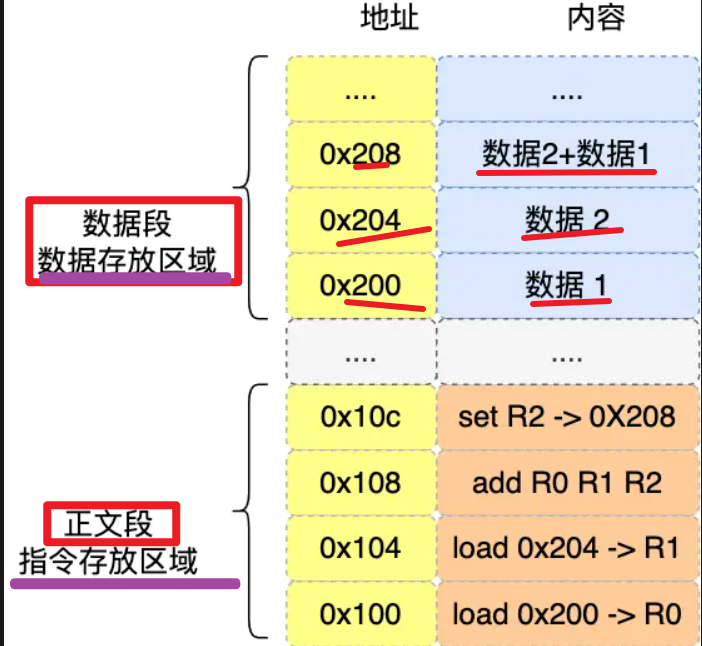 地址 内容
.... ....
0x208 数据2+数据1
0x204 数据 2
0x200 数据 1
数据段
数据存放区域
.... ....
0x10c set R2 -> 0X208
0x108 add R0 R1 R2
0x104 load 0x204 -> R1
0x100 load 0x200 -> R0
正文段
指令存放区域